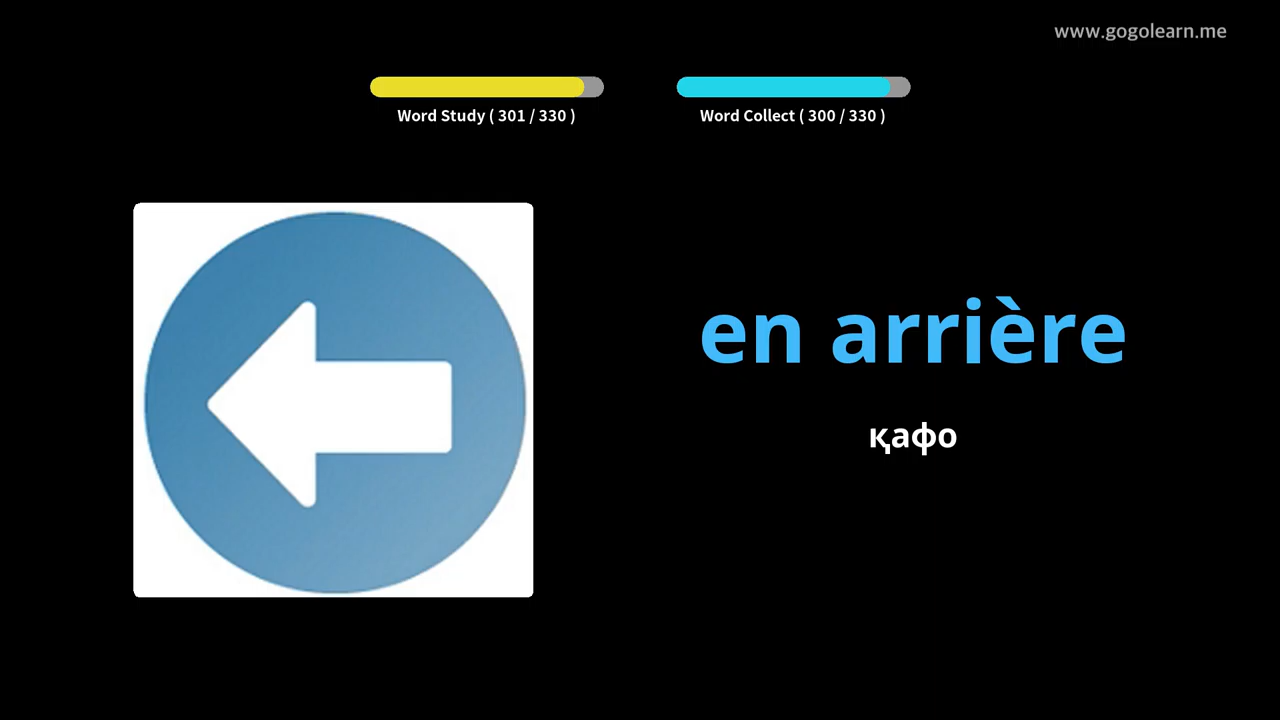 www.gogolearn.me
Word Study ( 301 / 330 )
Word Collect ( 300 / 330 )
en arrière
қафо